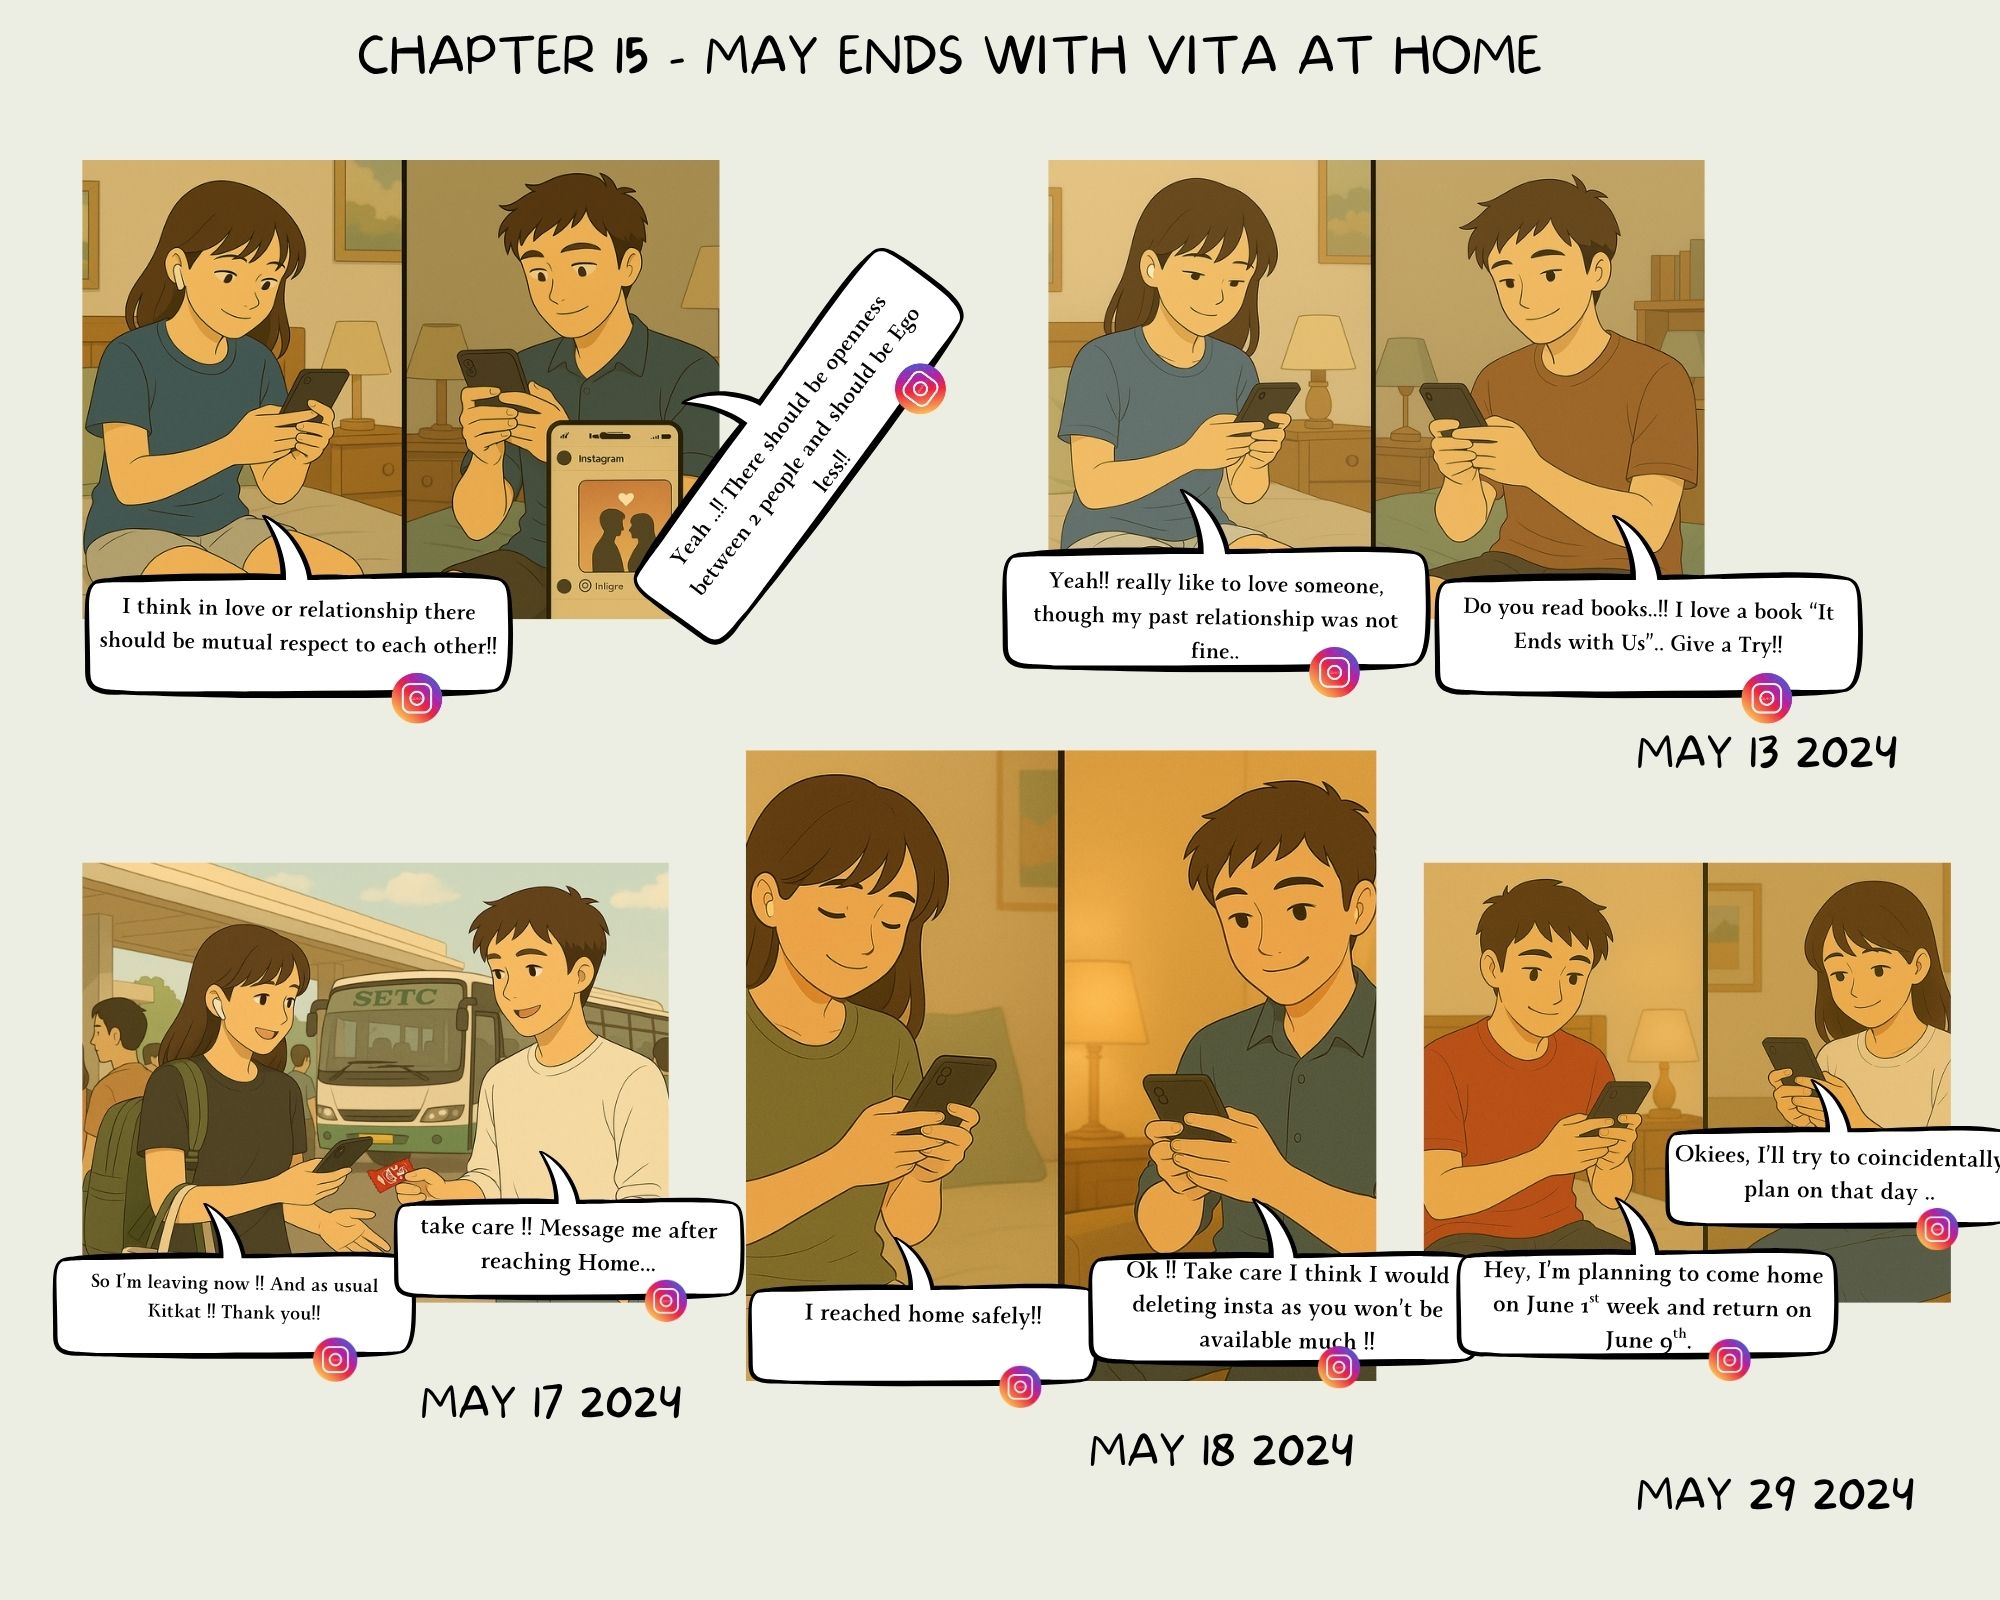 CHAPTER 15 - MAY ENDS WITH VITA AT HOME
I think in love or relationship there
should be mutual respect to each other!!
Instagram
Inligre
Yeah ..!! There should be openness
between 2 people and should be Ego
less!!
Yeah!! really like to love someone,
though my past relationship was not
fine..
Do you read books..!! I love a book “It
Ends with Us”.. Give a Try!!
MAY 13 2024
SETC
So I’m leaving now !! And as usual
Kitkat !! Thank you!!
take care !! Message me after
reaching Home...
MAY 17 2024
I reached home safely!!
Ok !! Take care I think I would
deleting insta as you won’t be
available much !!
MAY 18 2024
Hey, I’m planning to come home
on June 1st week and return on
June 9th.
Okiees, I’ll try to coincidentally
plan on that day ..
MAY 29 2024